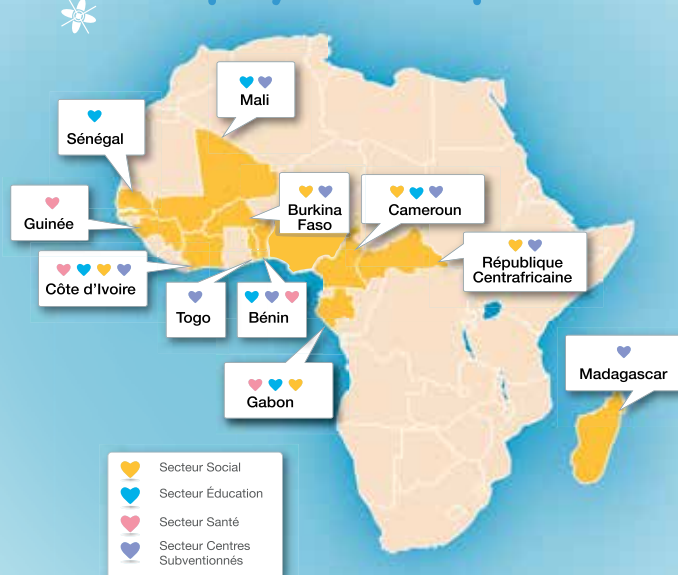 Mali
Sénégal
Guinée
Burkina
Faso
Cameroun
République
Centrafricaine
Côte d'Ivoire
Togo
Bénin
Gabon
Madagascar
Secteur Social
Secteur Éducation
Secteur Santé
Secteur Centres
Subventionnés